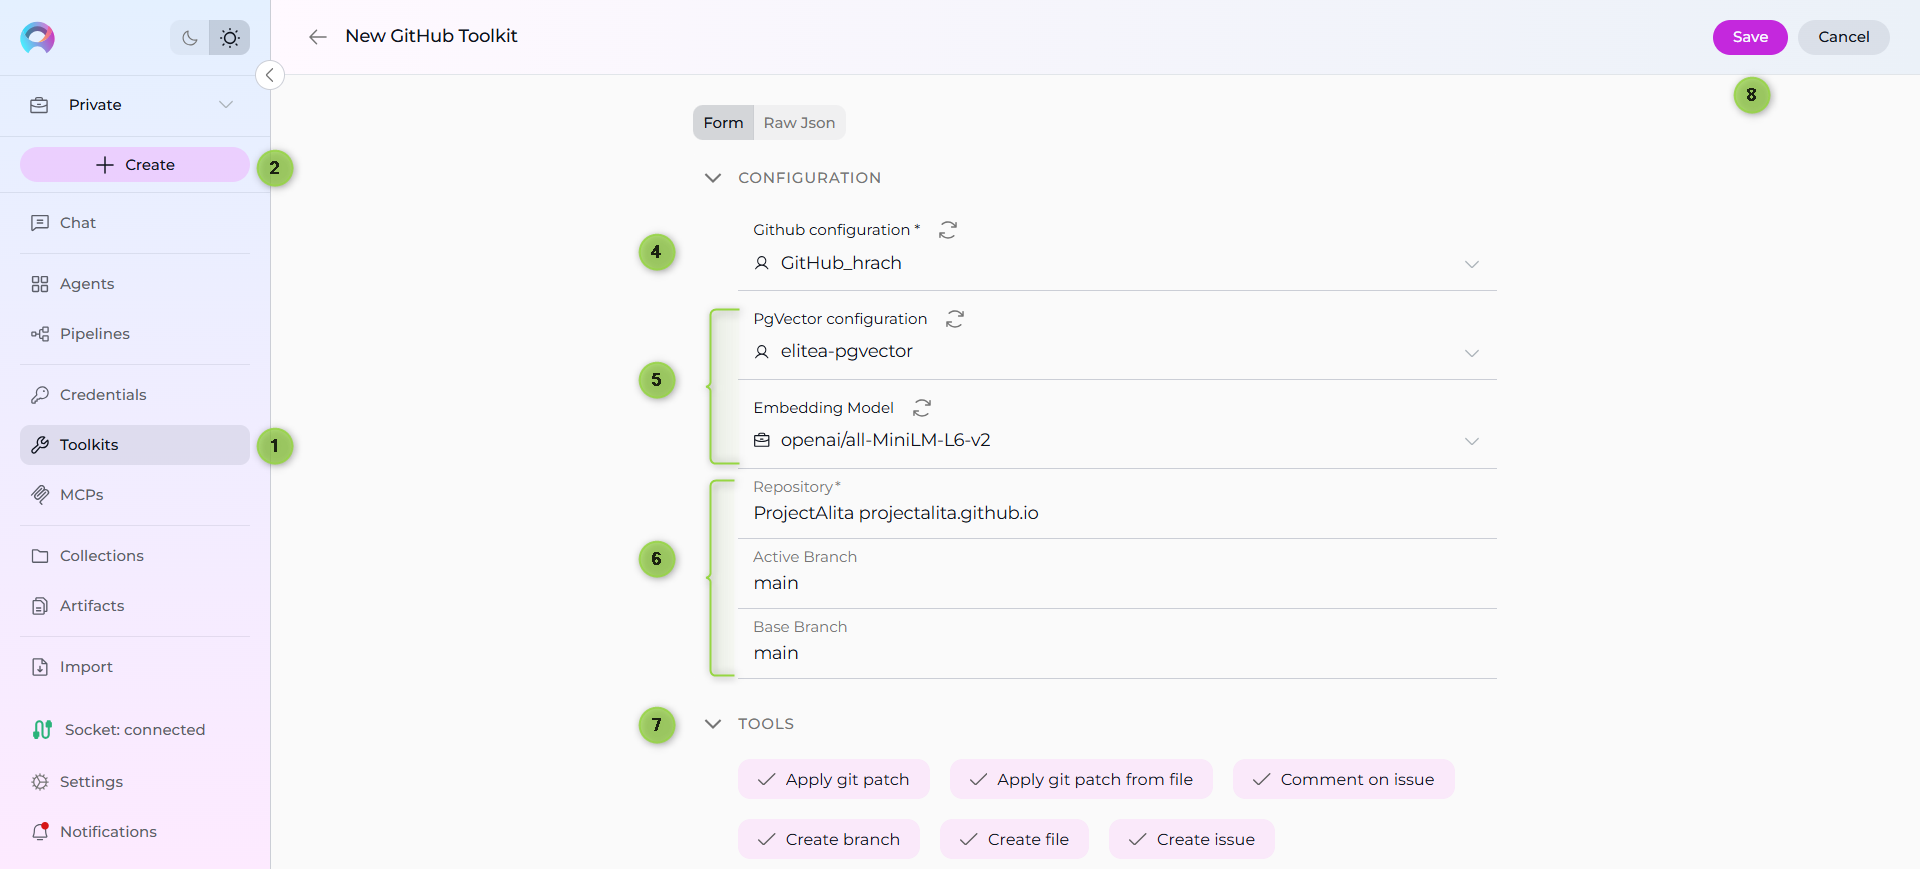 New GitHub Toolkit
Save
Cancel
8
Private
Create
2
Chat
Agents
Pipelines
Credentials
Toolkits
1
MCPs
Collections
Artifacts
Import
Socket: connected
Settings
Notifications
Form
Raw Json
CONFIGURATION
4
Github configuration *
GitHub_hrach
5
PgVector configuration
elitea-pgvector
Embedding Model
openai/all-MiniLM-L6-v2
6
Repository*
ProjectAlita projectalita.github.io
Active Branch
main
Base Branch
main
7
TOOLS
Apply git patch
Apply git patch from file
Comment on issue
Create branch
Create file
Create issue